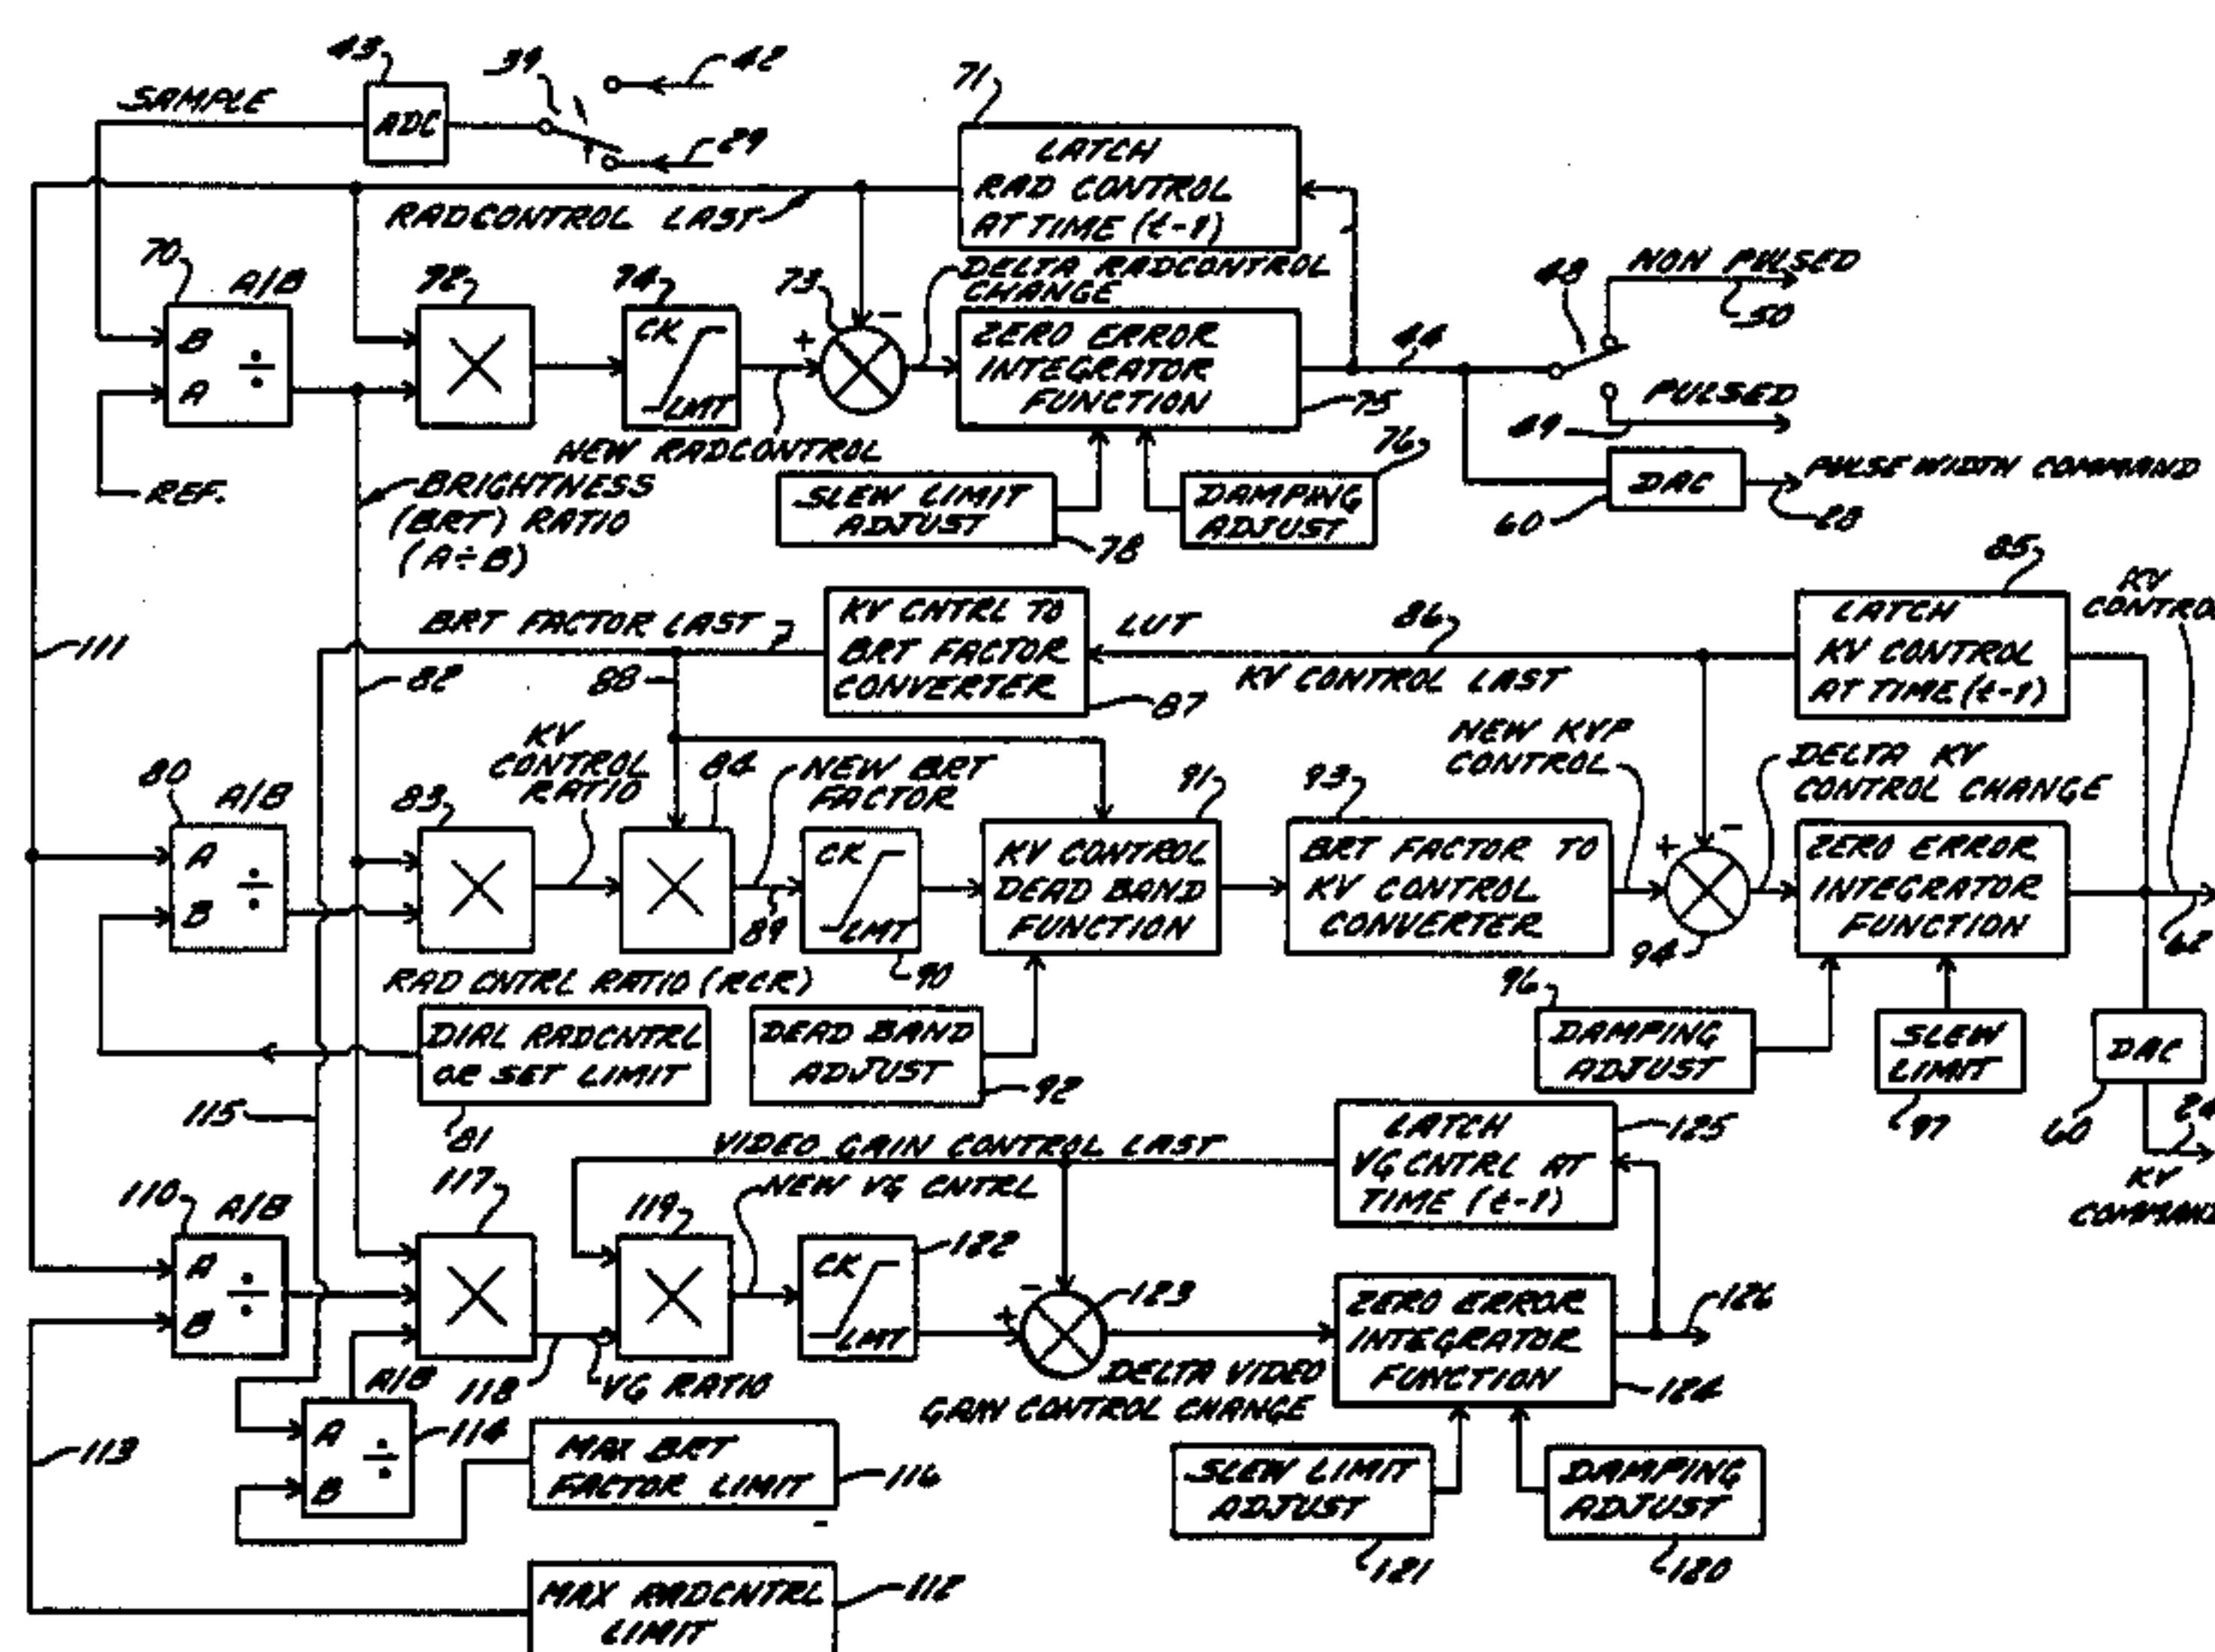 43
39
42
SAMPLE
ADC
29
71
LATCH
RAD CONTROL
AT TIME (t-1)
RADCONTROL LAST
70
A/B
B
A
÷
REF.
72
74
CK
LMT
73
+
-
DELTA RADCONTROL
CHANGE
ZERO ERROR
INTEGRATOR
FUNCTION
75
44
48
NON PULSED
50
PULSED
49
NEW RADCONTROL
SLEW LIMIT
ADJUST
78
DAMPING
ADJUST
76
DAC
60
PULSE WIDTH COMMAND
28
BRIGHTNESS
(BRT) RATIO
(A÷B)
111
82
BRT FACTOR LAST
88
KV CNTRL TO
BRT FACTOR
CONVERTER
87
LUT
86
KV CONTROL LAST
85
LATCH
KV CONTROL
AT TIME (t-1)
KV
CONTROL
80
A/B
A
B
÷
83
KV
CONTROL
RATIO
84
NEW BRT
FACTOR
89
CK
LMT
90
91
KV CONTROL
DEAD BAND
FUNCTION
93
BRT FACTOR TO
KV CONTROL
CONVERTER
NEW KVP
CONTROL
+
-
94
DELTA KV
CONTROL CHANGE
ZERO ERROR
INTEGRATOR
FUNCTION
62
RAD CNTRL RATIO (RCR)
DIAL RADCNTRL
OR SET LIMIT
81
DEAD BAND
ADJUST
92
96
DAMPING
ADJUST
SLEW
LIMIT
97
DAC
60
24
KV
COMMAND
115
110
A/B
A
B
÷
117
VIDEO GAIN CONTROL LAST
119
NEW VG CNTRL
LATCH
VG CNTRL AT
TIME (t-1)
125
CK
LMT
122
+
-
123
ZERO ERROR
INTEGRATOR
FUNCTION
124
126
118
VG RATIO
DELTA VIDEO
GAIN CONTROL CHANGE
A/B
A
B
÷
114
113
MAX BRT
FACTOR LIMIT
116
SLEW LIMIT
ADJUST
121
DAMPING
ADJUST
120
MAX RADCNTRL
LIMIT
112